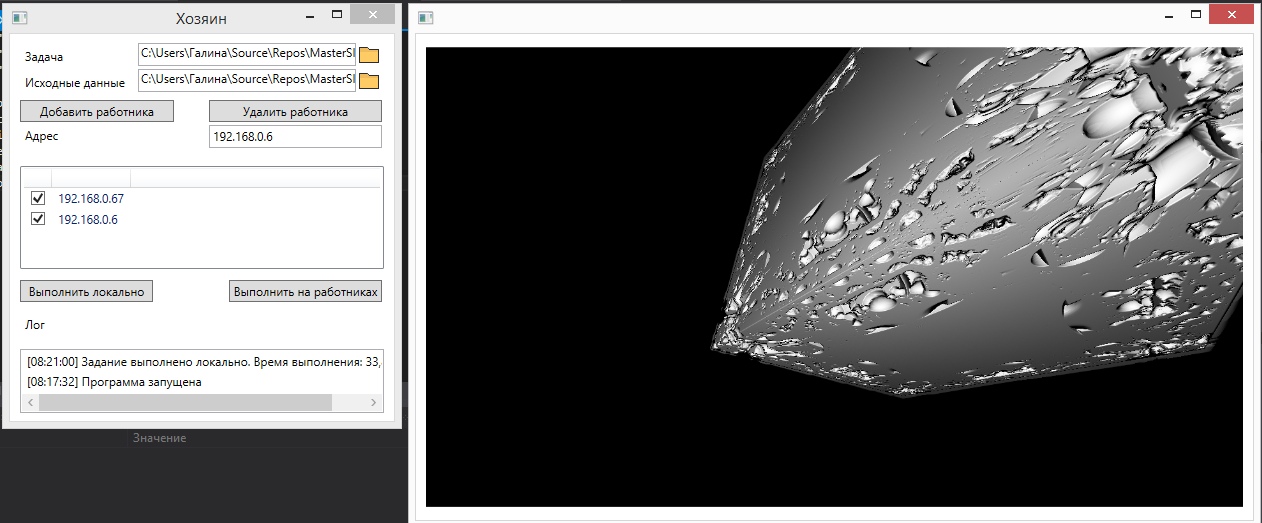 Хозяин
Задача
C:\Users\Галина\Source\Repos\MasterSl
Исходные данные
C:\Users\Галина\Source\Repos\MasterSl
Добавить работника
Удалить работника
Адрес
192.168.0.6
192.168.0.67
192.168.0.6
Выполнить локально
Выполнить на работниках
Лог
[08:21:00] Задание выполнено локально. Время выполнения: 33,
[08:17:32] Программа запущена
Значение